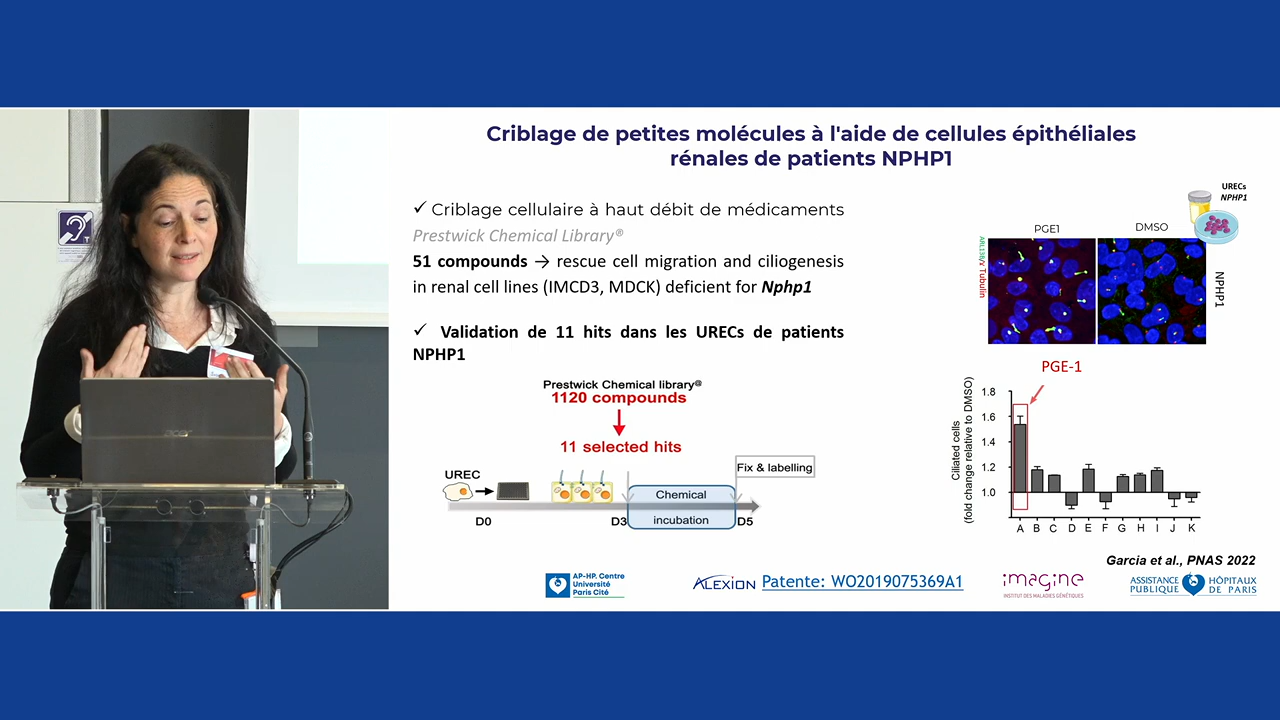 Criblage de petites molécules à l'aide de cellules épithéliales
rénales de patients NPHP1
✓ Criblage cellulaire à haut débit de médicaments
Prestwick Chemical Library®
51 compounds → rescue cell migration and ciliogenesis
in renal cell lines (IMCD3, MDCK) deficient for Nphp1
✓ Validation de 11 hits dans les URECs de patients
NPHP1
Prestwick Chemical library®
1120 compounds
11 selected hits
UREC
Fix & labelling
Chemical
incubation
D0
D3
D5
URECs
NPHP1
PGE1
DMSO
ARL13B/γ Tubulin
NPHP1
PGE-1
Ciliated cells
(fold change relative to DMSO)
1.8
1.6
1.4
1.2
1.0
A B C D E F G H I J K
Garcia et al., PNAS 2022
AP-HP. Centre
Université
Paris Cité
ALEXION
Patente: WO2019075369A1
imagine
INSTITUT DES MALADIES GÉNÉTIQUES
ASSISTANCE
PUBLIQUE
HÔPITAUX
DE PARIS
acer